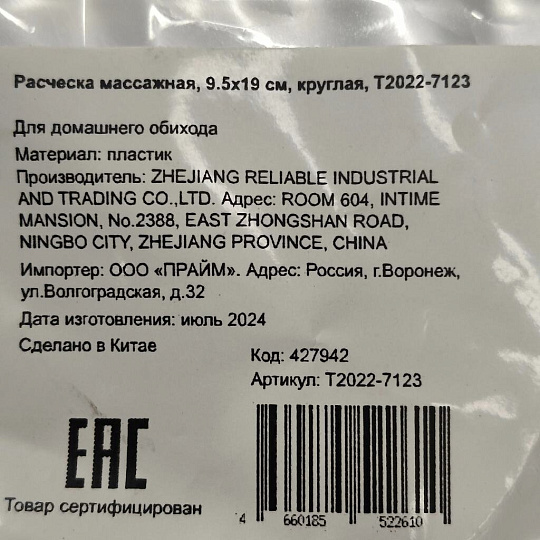 Расческа массажная, 9.5x19 см, круглая, T2022-7123
Для домашнего обихода
Материал: пластик
Производитель: ZHEJIANG RELIABLE INDUSTRIAL
AND TRADING CO.,LTD. Адрес: ROOM 604, INTIME
MANSION, No.2388, EAST ZHONGSHAN ROAD,
NINGBO CITY, ZHEJIANG PROVINCE, CHINA
Импортер: ООО «ПРАЙМ». Адрес: Россия, г.Воронеж,
ул.Волгоградская, д.32
Дата изготовления: июль 2024
Сделано в Китае
Код: 427942
Артикул: T2022-7123
EAC
Товар сертифицирован
4 660185 522610